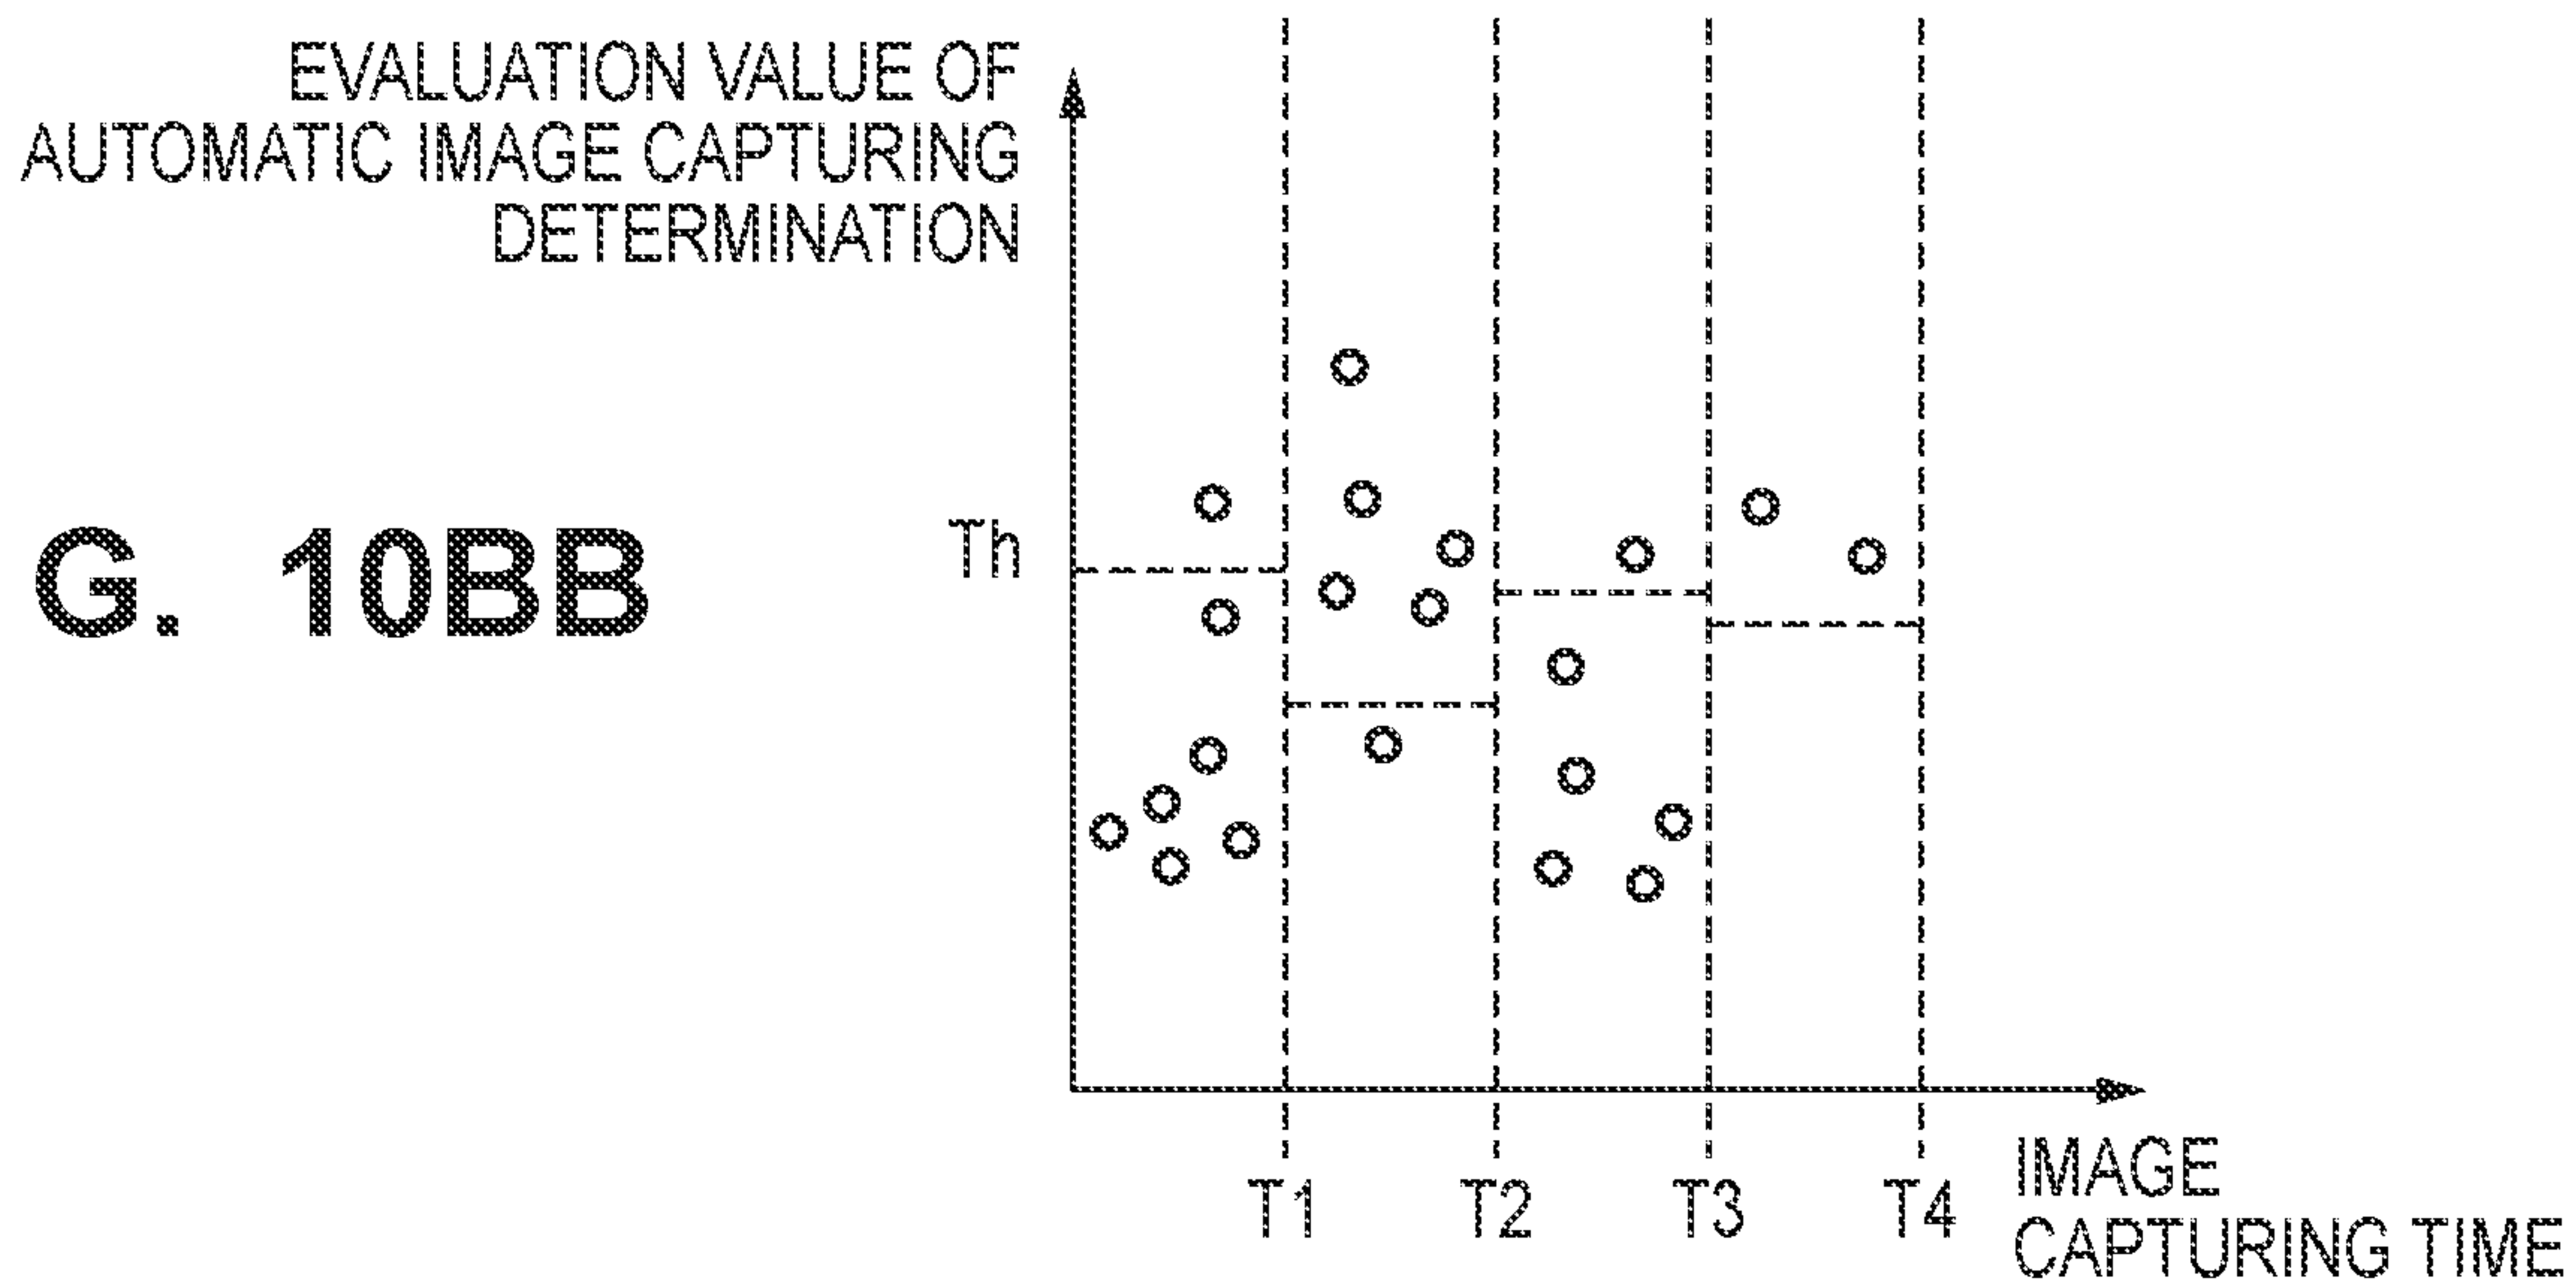 EVALUATION VALUE OF
AUTOMATIC IMAGE CAPTURING
DETERMINATION
G. 10BB
Th
T1 T2 T3 T4
IMAGE
CAPTURING TIME